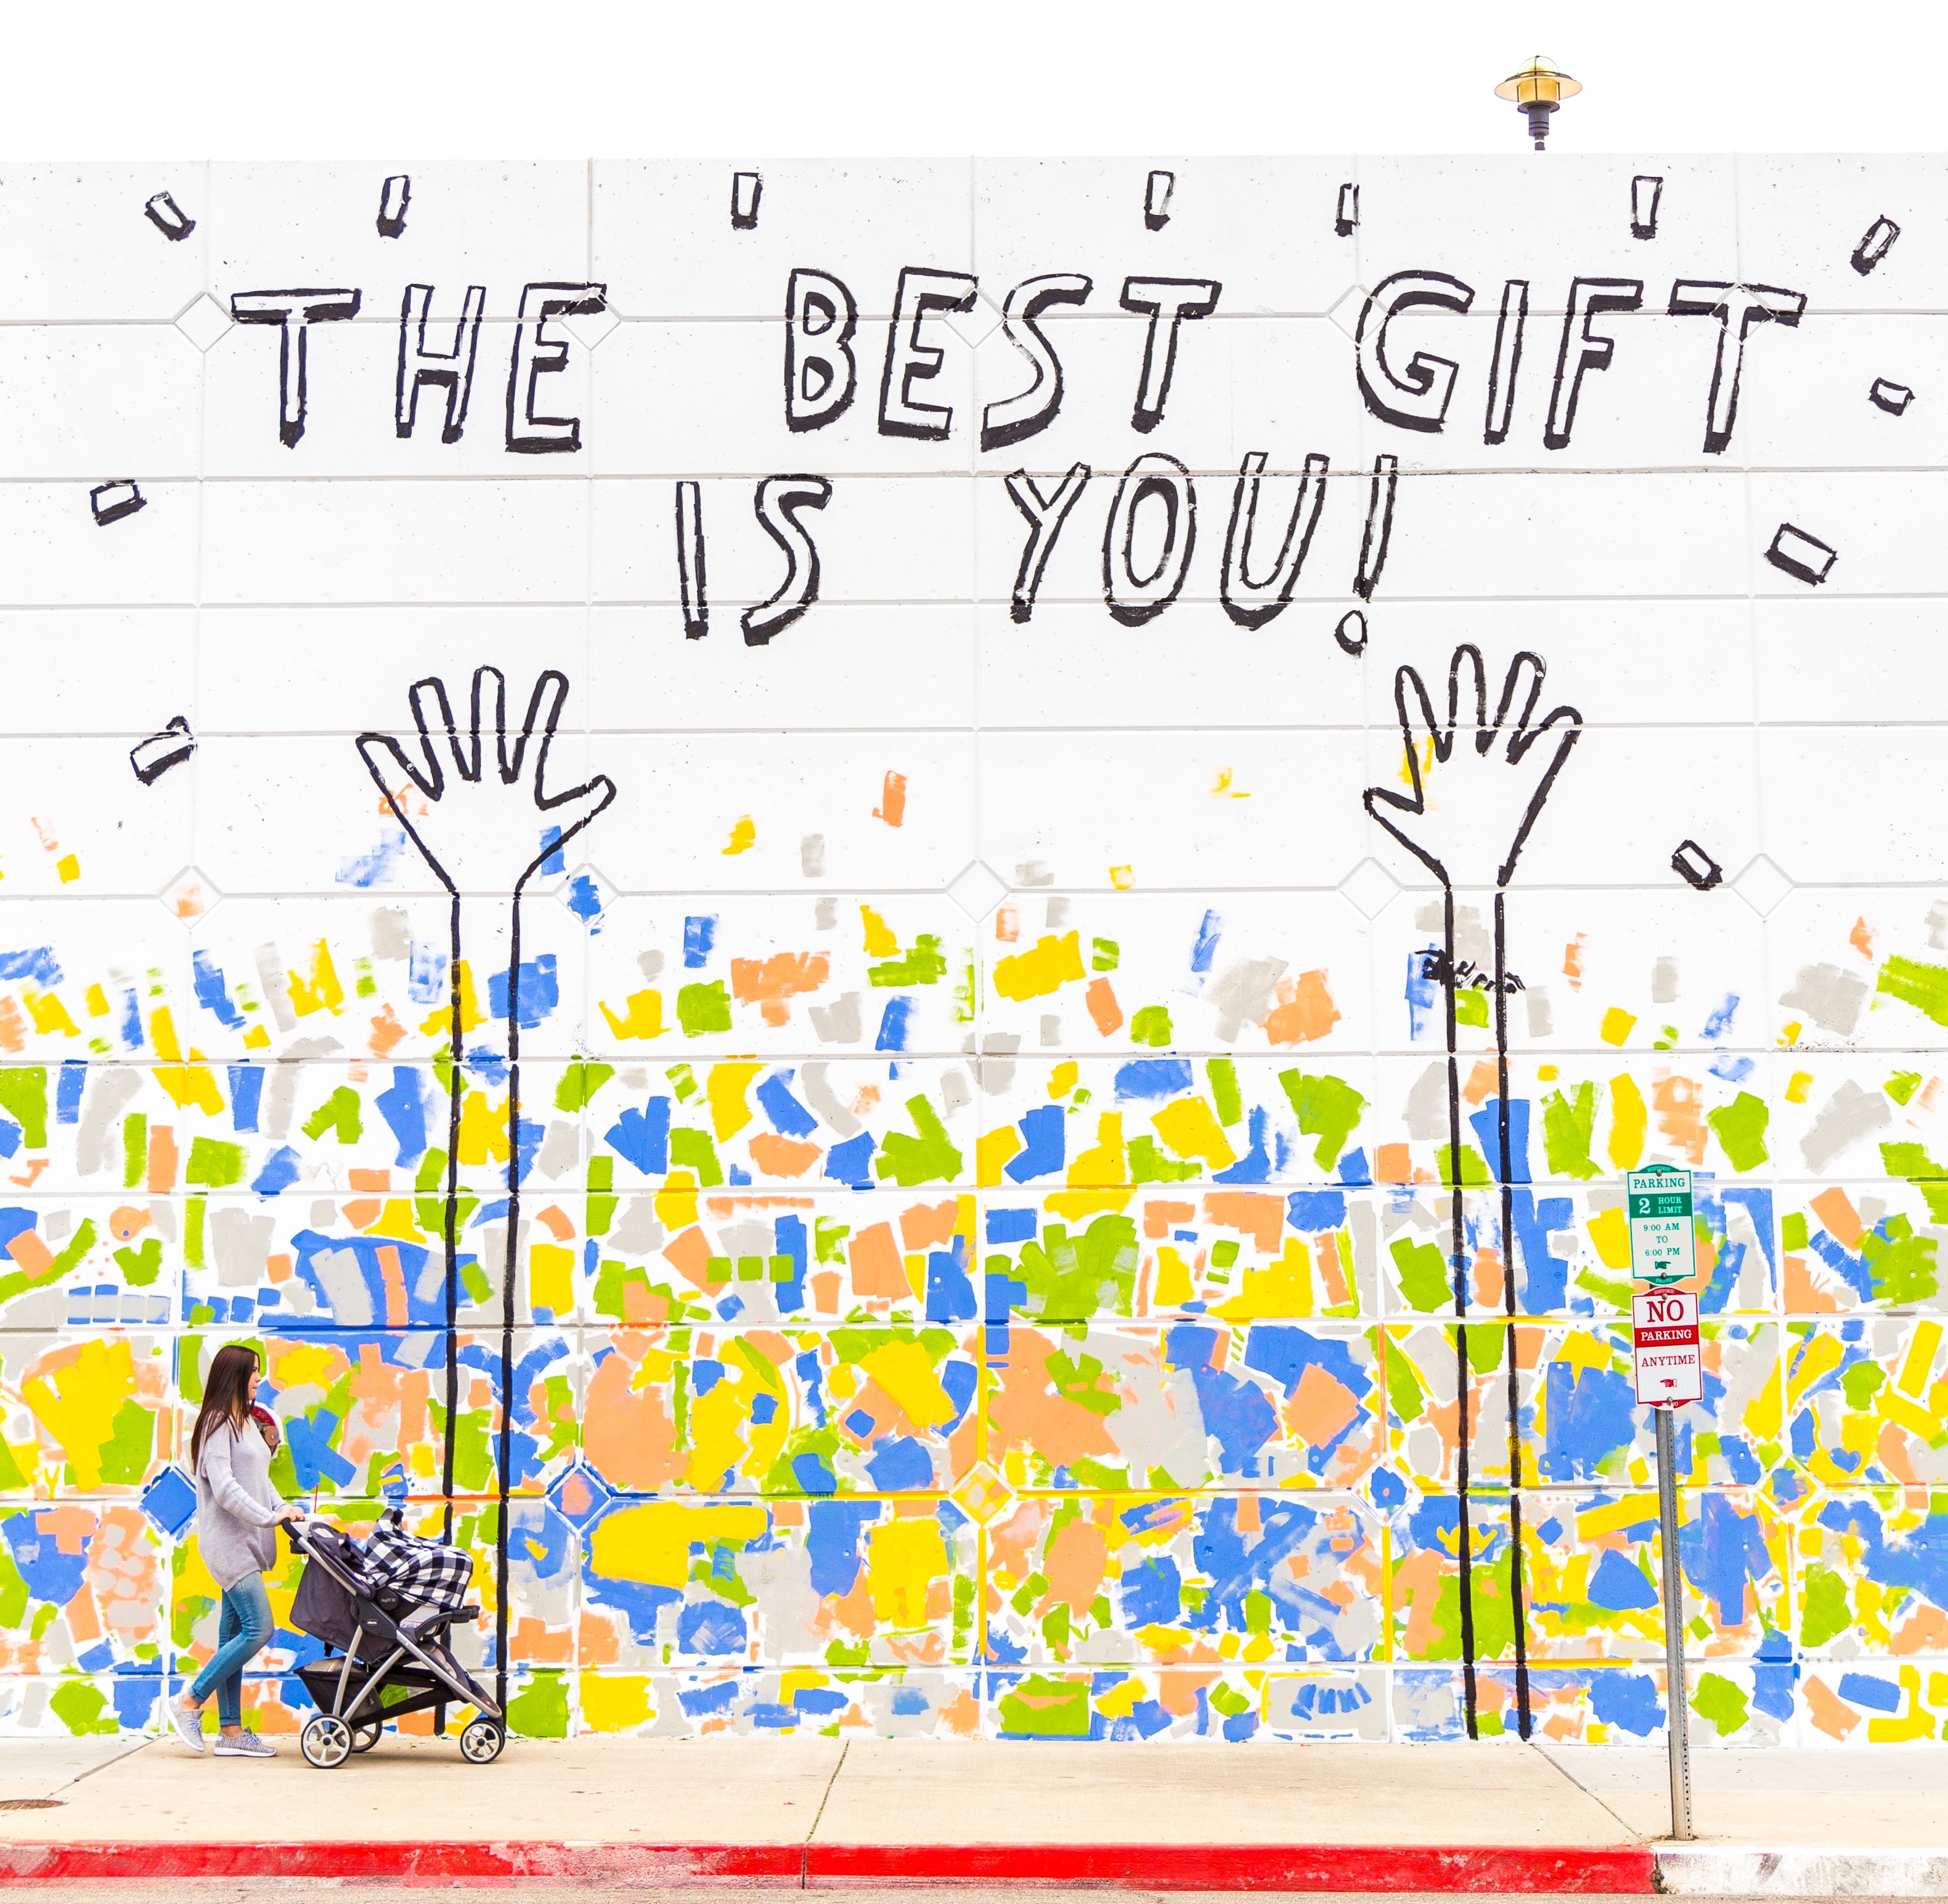 THE BEST GIFT
IS YOU!
PARKING
2 HOUR
LIMIT
9:00 AM
TO
6:00 PM
NO
PARKING
ANYTIME